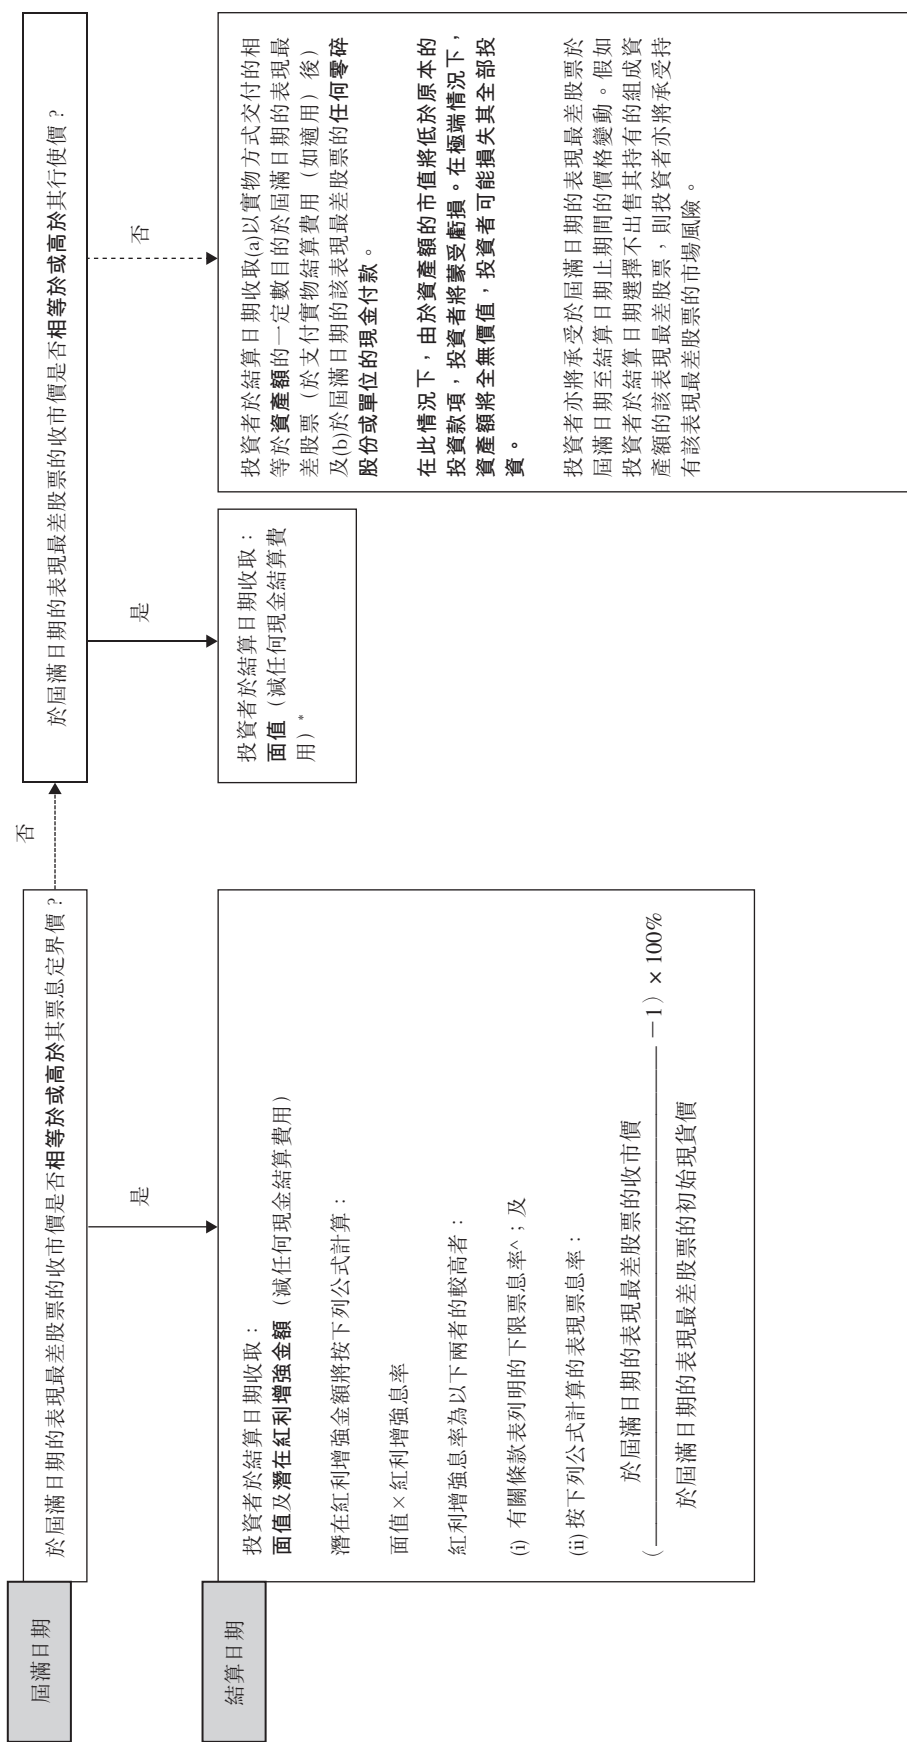 屆滿日期
於屆滿日期的表現最差股票的收市價是否相等於或高於其票息定界價？
否
於屆滿日期的表現最差股票的收市價是否相等於或高於其行使價？
是
是
否
結算日期
投資者於結算日期收取：
面值及潛在紅利增強金額（減任何現金結算費用）
潛在紅利增強金額將按下列公式計算：
面值×紅利增強息率
紅利增強息率為以下兩者的較高者：
(i) 有關條款表列明的下限票息率^；及
(ii) 按下列公式計算的表現票息率：
於屆滿日期的表現最差股票的收市價
（ －1）× 100%
於屆滿日期的表現最差股票的初始現貨價
投資者於結算日期收取：
面值（減任何現金結算費
用）*
投資者於結算日期收取(a)以實物方式交付的相
等於資產額的一定數目的於屆滿日期的表現最
差股票（於支付實物結算費用（如適用）後）
及(b)於屆滿日期的該表現最差股票的任何零碎
股份或單位的現金付款。
在此情況下，由於資產額的市值將低於原本的
投資款項，投資者將蒙受虧損。在極端情況下，
資產額將全無價值，投資者可能損失其全部投
資。
投資者亦將承受於屆滿日期的表現最差股票於
屆滿日期至結算日期止期間的價格變動。假如
投資者於結算日期選擇不出售其持有的組成資
產額的該表現最差股票，則投資者亦將承受持
有該表現最差股票的市場風險。